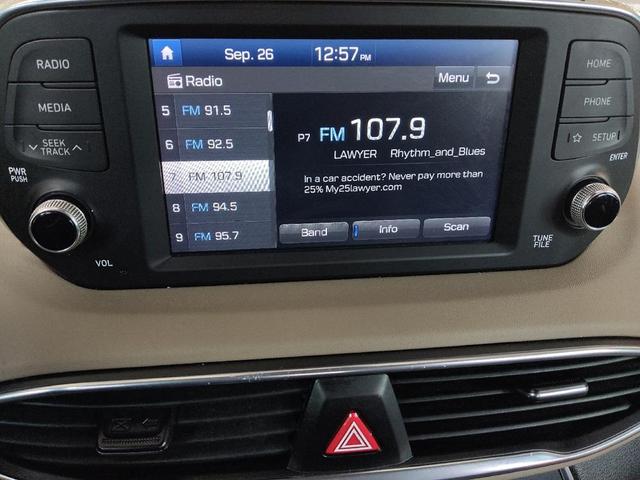 RADIO
MEDIA
SEEK
TRACK
PWR
PUSH
VOL
Sep. 26 12:57 PM
Radio
Menu
5 FM 91.5
6 FM 92.5
7 FM 107.9
8 FM 94.5
9 FM 95.7
P7 FM 107.9
LAWYER Rhythm_and_Blues
In a car accident? Never pay more than
25% My25lawyer.com
Band
Info
Scan
HOME
PHONE
SETUP
ENTER
TUNE
FILE